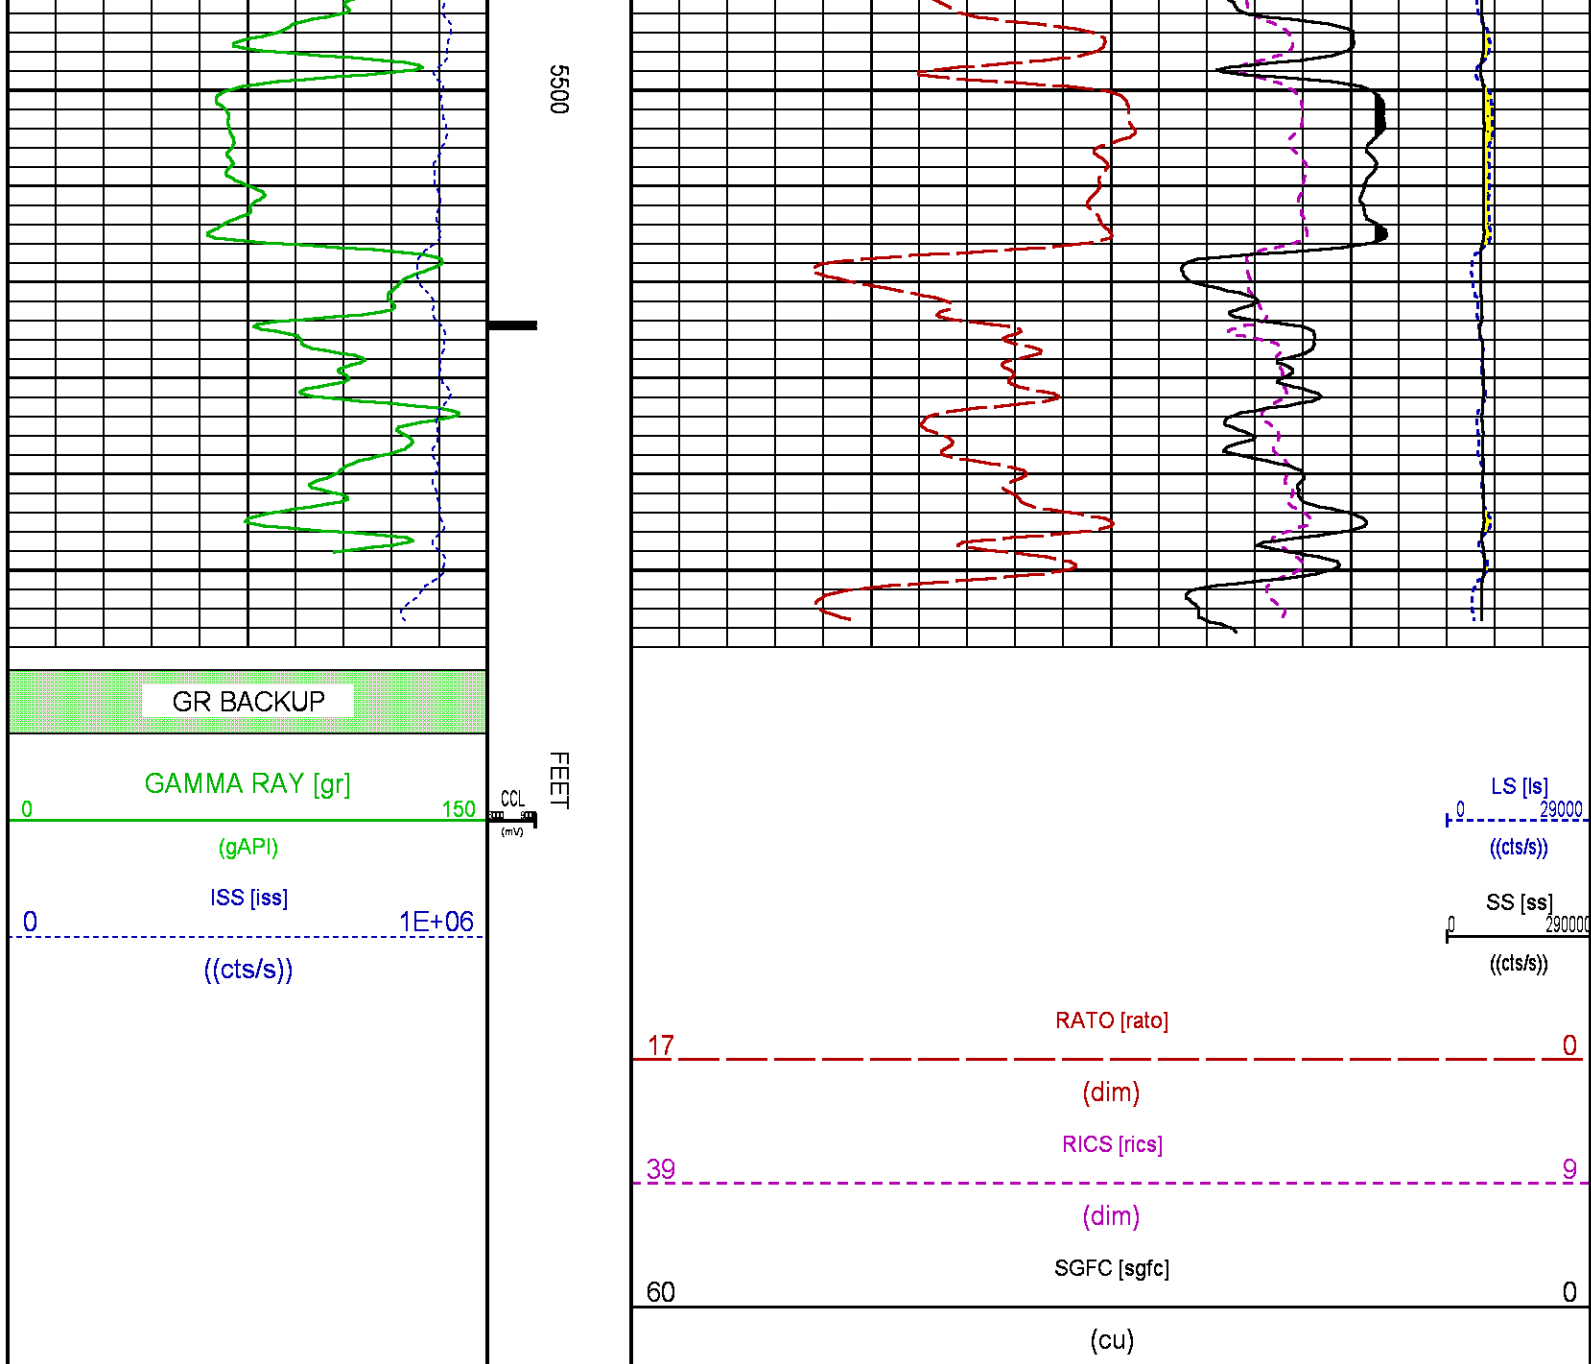 5500
GR BACKUP
FEET
GAMMA RAY [gr]
0 150
(gAPI)
CCL
(mV)
ISS [iss]
0 1E+06
((cts/s))
LS [ls]
0 29000
((cts/s))
SS [ss]
0 290000
((cts/s))
RATO [rato]
17 0
(dim)
RICS [rics]
39 9
(dim)
SGFC [sgfc]
60 0
(cu)